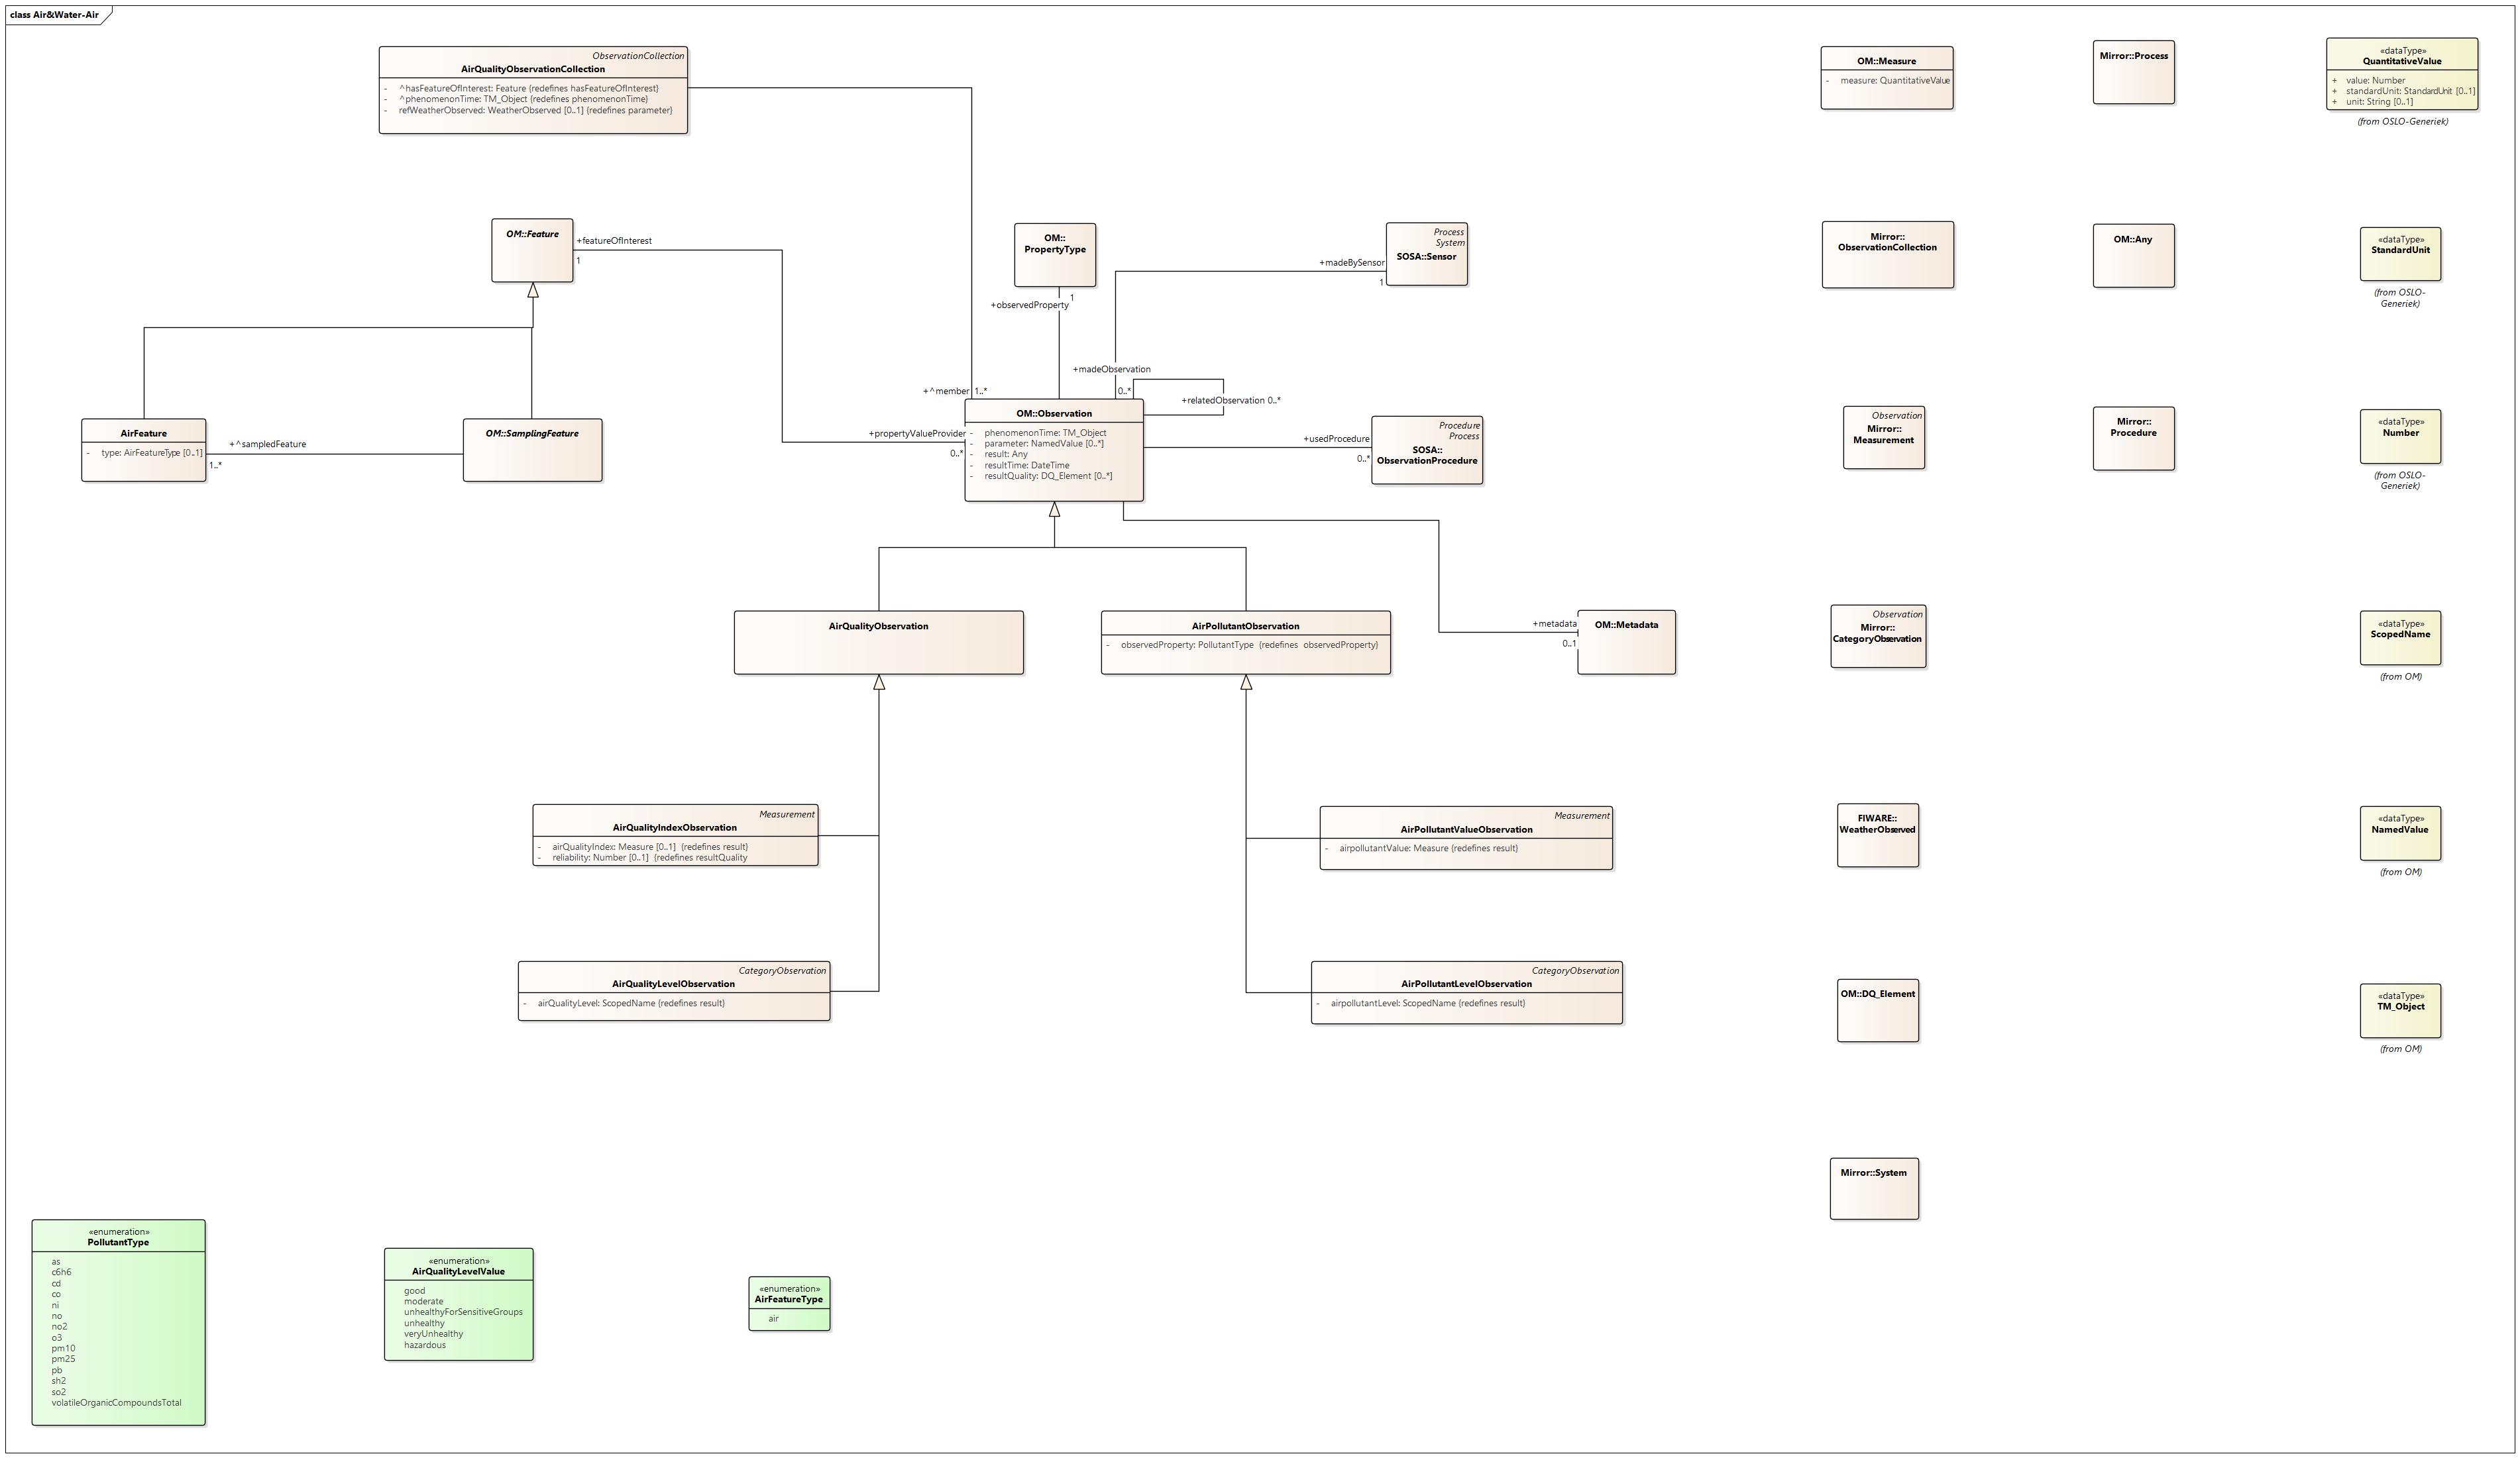 class Air&Water-Air
ObservationCollection
AirQualityObservationCollection
- ^hasFeatureOfInterest: Feature {redefines hasFeatureOfInterest}
- ^phenomenonTime: TM_Object {redefines phenomenonTime}
- refWeatherObserved: WeatherObserved [0..1] {redefines parameter}
OM::Measure
- measure: QuantitativeValue
Mirror::Process
«dataType»
QuantitativeValue
+ value: Number
+ standardUnit: StandardUnit [0..1]
+ unit: String [0..1]
(from OSLO-Generiek)
OM::Feature
+featureOfInterest
1
OM::
PropertyType
1
+observedProperty
Process
System
SOSA::Sensor
+madeBySensor
1
Mirror::
ObservationCollection
OM::Any
«dataType»
StandardUnit
(from OSLO-
Generiek)
+madeObservation
0..*
+^member 1..*
+relatedObservation 0..*
AirFeature
- type: AirFeatureType [0..1]
+^sampledFeature
1..*
OM::SamplingFeature
+propertyValueProvider
0..*
OM::Observation
- phenomenonTime: TM_Object
- parameter: NamedValue [0..*]
- result: Any
- resultTime: DateTime
- resultQuality: DQ_Element [0..*]
+usedProcedure
0..*
Procedure
Process
SOSA::
ObservationProcedure
Observation
Mirror::
Measurement
Mirror::
Procedure
«dataType»
Number
(from OSLO-
Generiek)
AirQualityObservation
AirPollutantObservation
- observedProperty: PollutantType {redefines observedProperty}
+metadata
0..1
OM::Metadata
Observation
Mirror::
CategoryObservation
«dataType»
ScopedName
(from OM)
Measurement
AirQualityIndexObservation
- airQualityIndex: Measure [0..1] {redefines result}
- reliability: Number [0..1] {redefines resultQuality
Measurement
AirPollutantValueObservation
- airpollutantValue: Measure {redefines result}
FIWARE::
WeatherObserved
«dataType»
NamedValue
(from OM)
CategoryObservation
AirQualityLevelObservation
- airQualityLevel: ScopedName {redefines result}
CategoryObservation
AirPollutantLevelObservation
- airpollutantLevel: ScopedName {redefines result}
OM::DQ_Element
«dataType»
TM_Object
(from OM)
Mirror::System
«enumeration»
PollutantType
as
c6h6
cd
co
ni
no
no2
o3
pm10
pm25
pb
sh2
so2
volatileOrganicCompoundsTotal
«enumeration»
AirQualityLevelValue
good
moderate
unhealthyForSensitiveGroups
unhealthy
veryUnhealthy
hazardous
«enumeration»
AirFeatureType
air